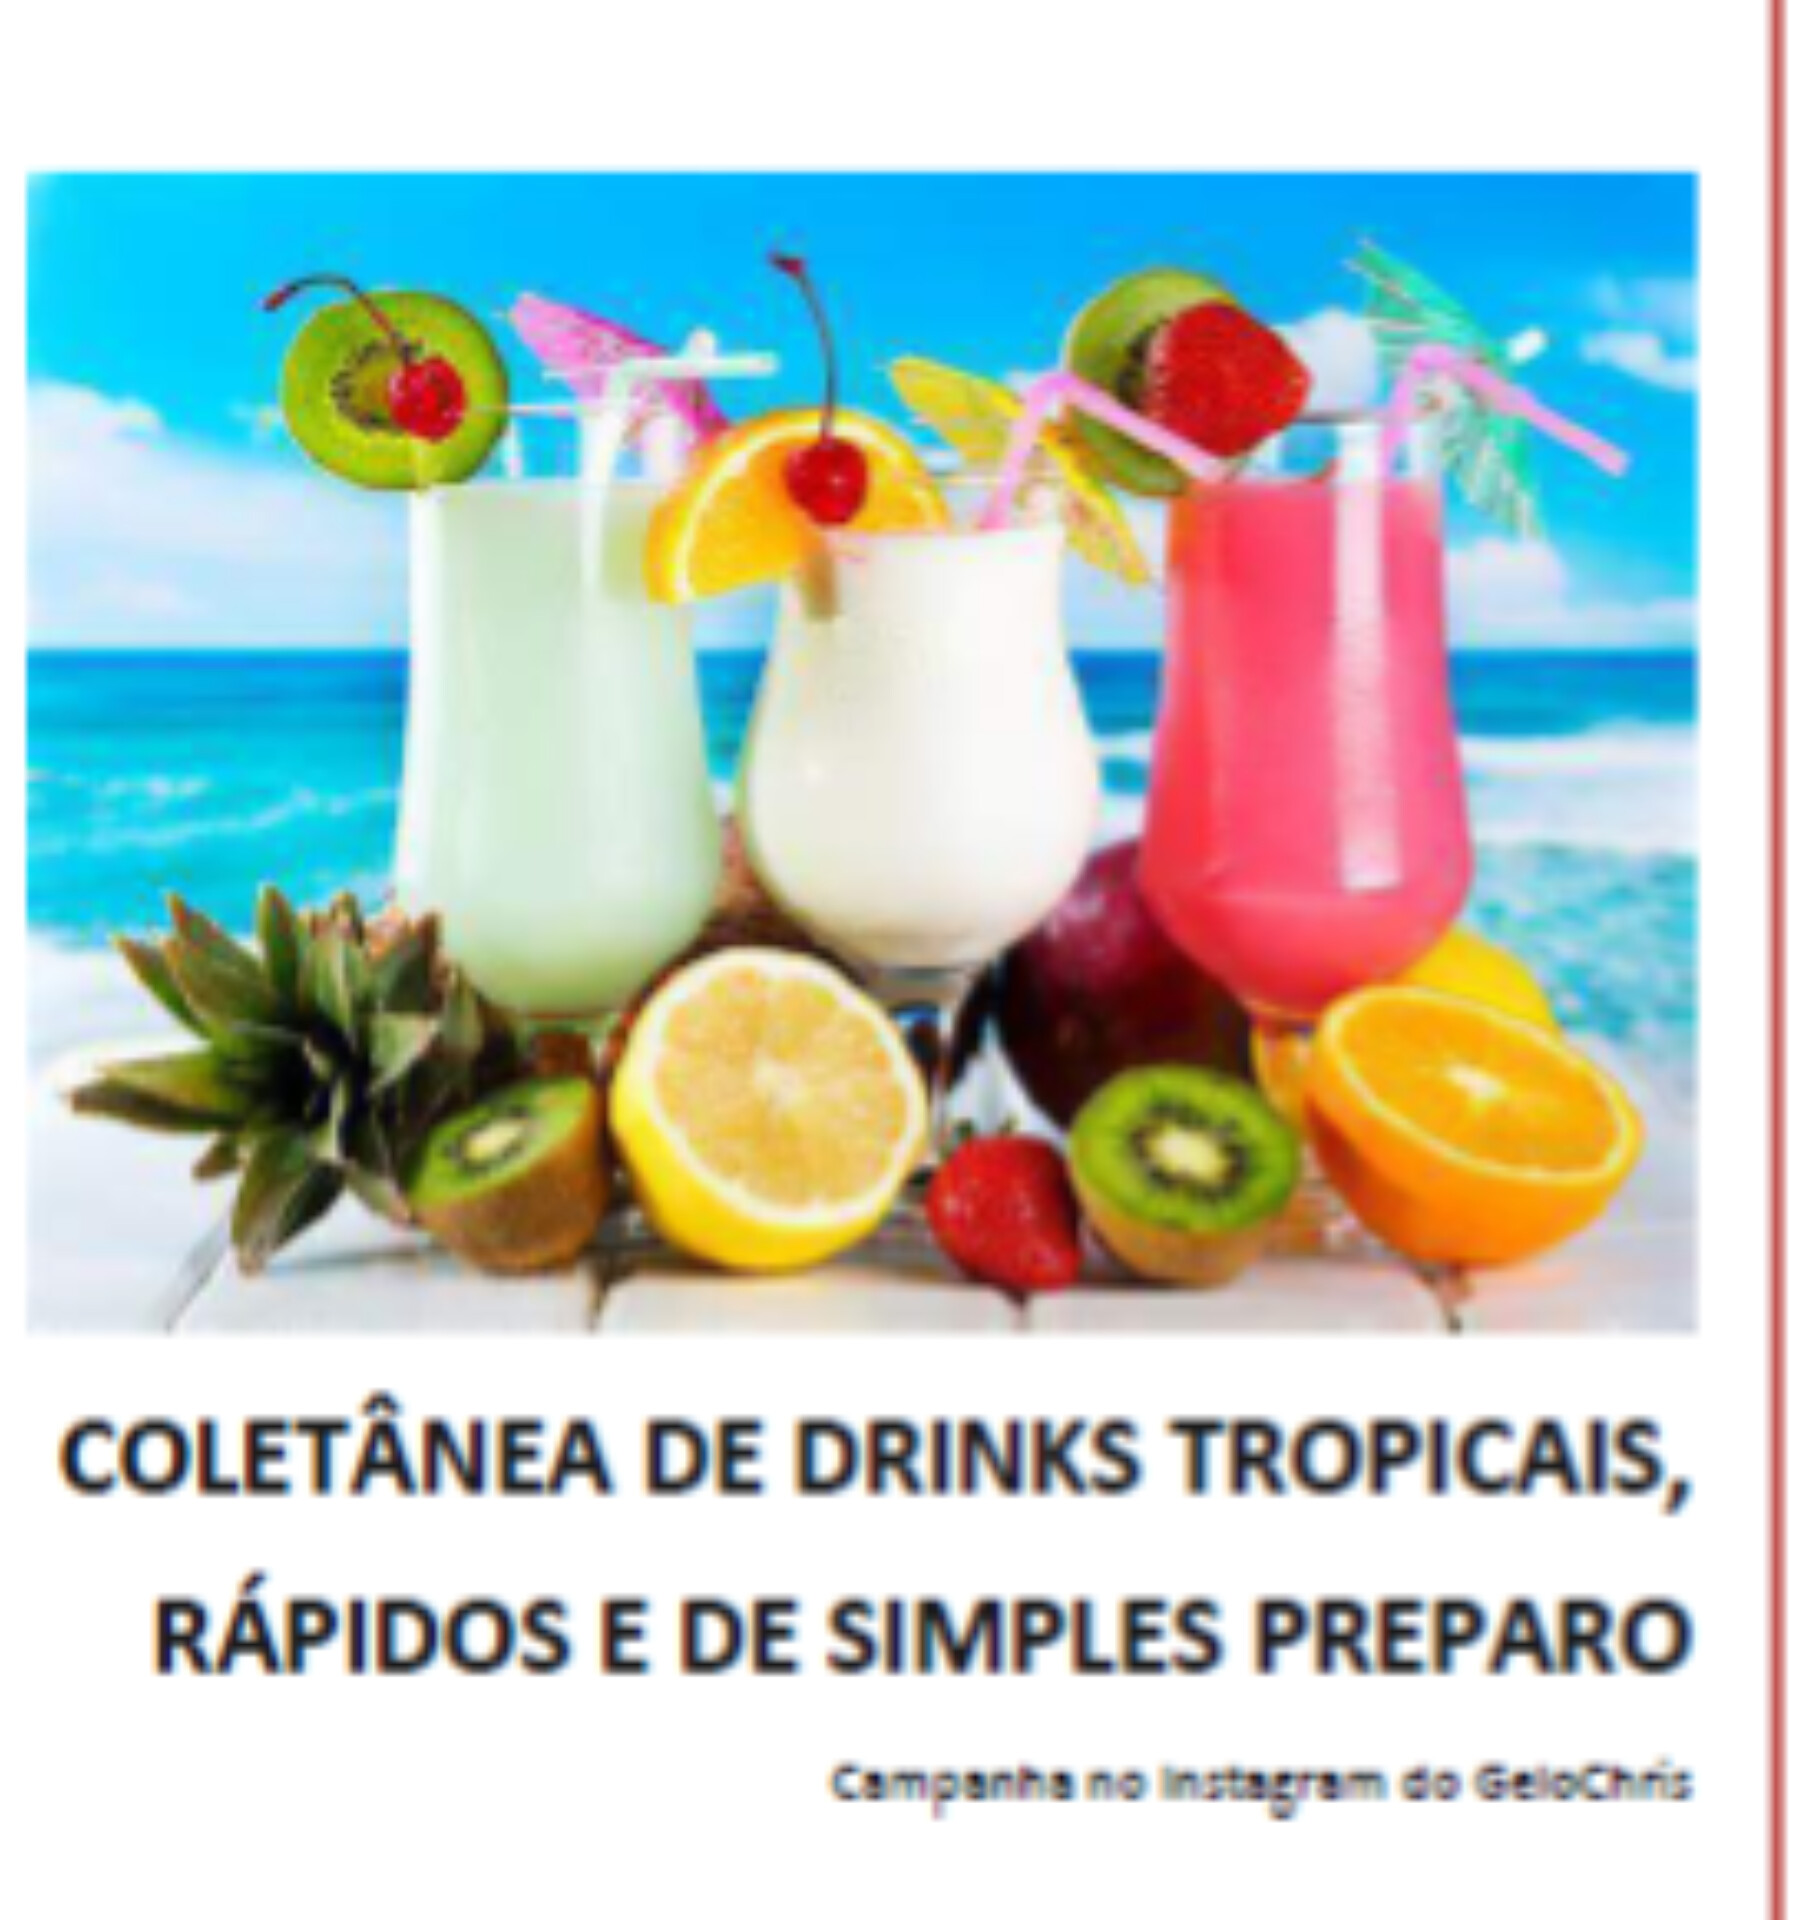 COLETÂNEA DE DRINKS TROPICAIS,
RÁPIDOS E DE SIMPLES PREPARO
Campanha no Instagram do GeloChris